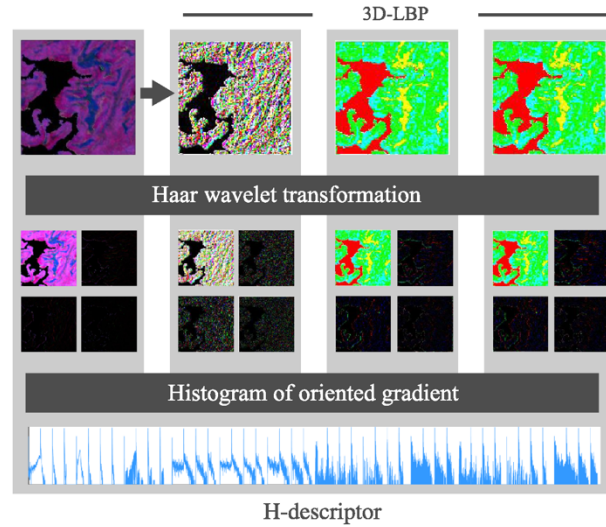 3D-LBP
Haar wavelet transformation
Histogram of oriented gradient
H-descriptor